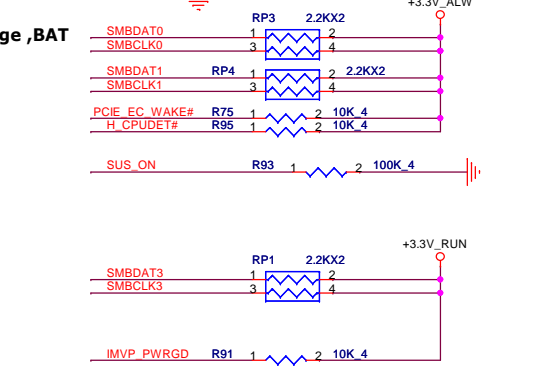 +3.3V_ALW
RP3 2.2KX2
ge ,BAT
SMBDAT0 1 2
SMBCLK0 3 4
SMBDAT1 RP4 1 2 2.2KX2
SMBCLK1 3 4
PCIE_EC_WAKE# R75 1 2 10K_4
H_CPUDET# R95 1 2 10K_4
SUS_ON R93 1 2 100K_4
+3.3V_RUN
RP1 2.2KX2
SMBDAT3 1 2
SMBCLK3 3 4
IMVP_PWRGD R91 1 2 10K_4